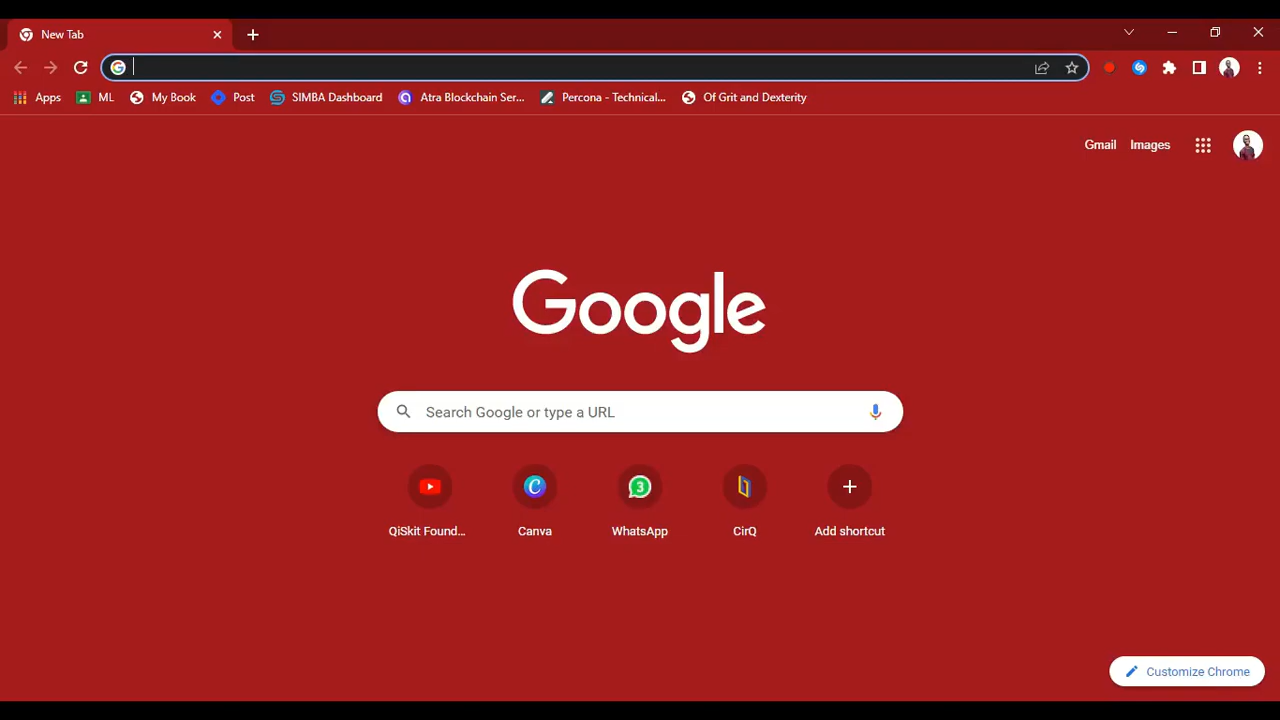 New Tab
Apps ML My Book Post SIMBA Dashboard Atra Blockchain Ser... Percona - Technical... Of Grit and Dexterity
Gmail Images
Google
Search Google or type a URL
3
QiSkit Found... Canva WhatsApp CirQ Add shortcut
Customize Chrome